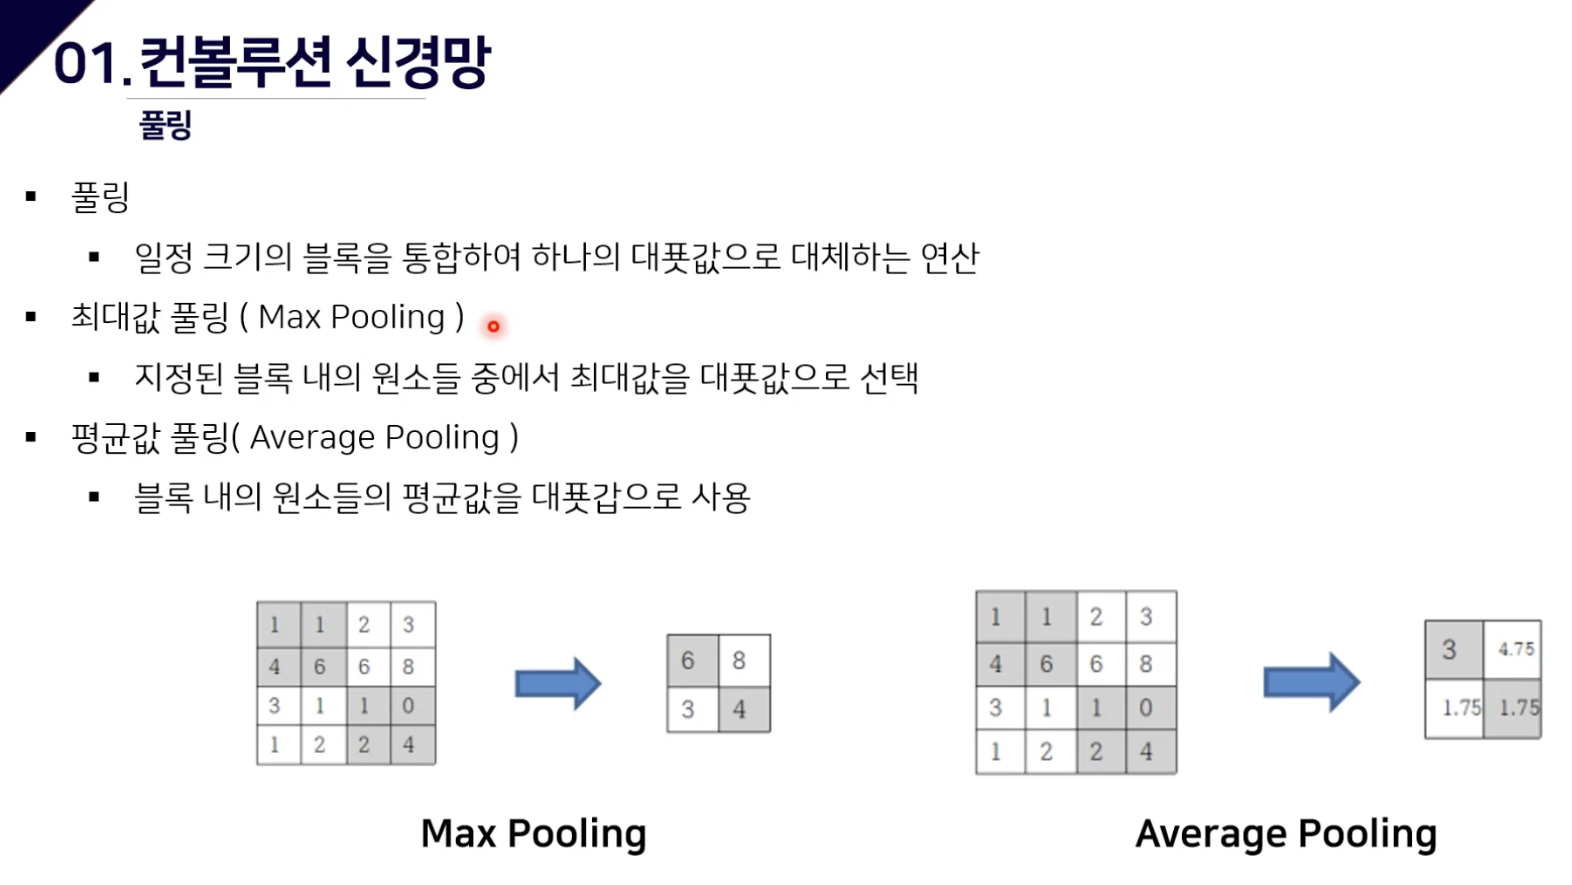 01. 컨볼루션 신경망
풀링
▪ 풀링
▪ 일정 크기의 블록을 통합하여 하나의 대푯값으로 대체하는 연산
▪ 최대값 풀링 ( Max Pooling )
▪ 지정된 블록 내의 원소들 중에서 최대값을 대푯값으로 선택
▪ 평균값 풀링( Average Pooling )
▪ 블록 내의 원소들의 평균값을 대푯갑으로 사용
1 1 2 3
4 6 6 8
3 1 1 0
1 2 2 4
6 8
3 4
Max Pooling
1 1 2 3
4 6 6 8
3 1 1 0
1 2 2 4
3 4.75
1.75 1.75
Average Pooling